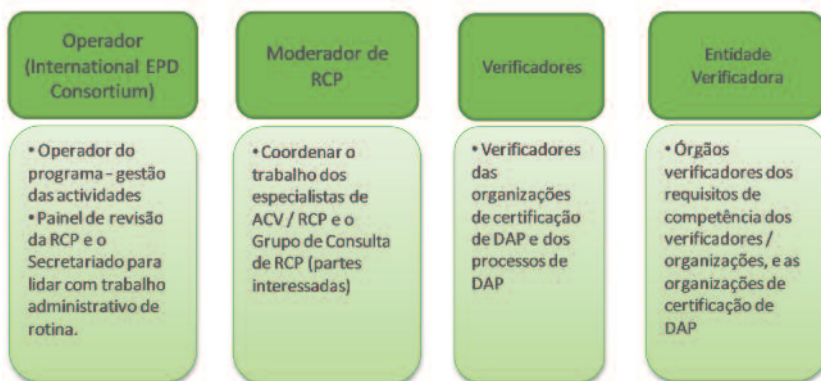 Operador
(International EPD
Consortium)
Moderador de
RCP
Verificadores
Entidade
Verificadora
• Operador do
programa – gestão
das actividades
• Painel de revisão
da RCP e o
Secretariado para
lidar com trabalho
administrativo de
rotina.
• Coordenar o
trabalho dos
especialistas de
ACV / RCP e o
Grupo de Consulta
de RCP (partes
interessadas)
• Verificadores
das
organizações
de certificação
de DAP e dos
processos de
DAP
• Órgãos
verificadores dos
requisitos de
competência dos
verificadores /
organizações, e as
organizações de
certificação de
DAP